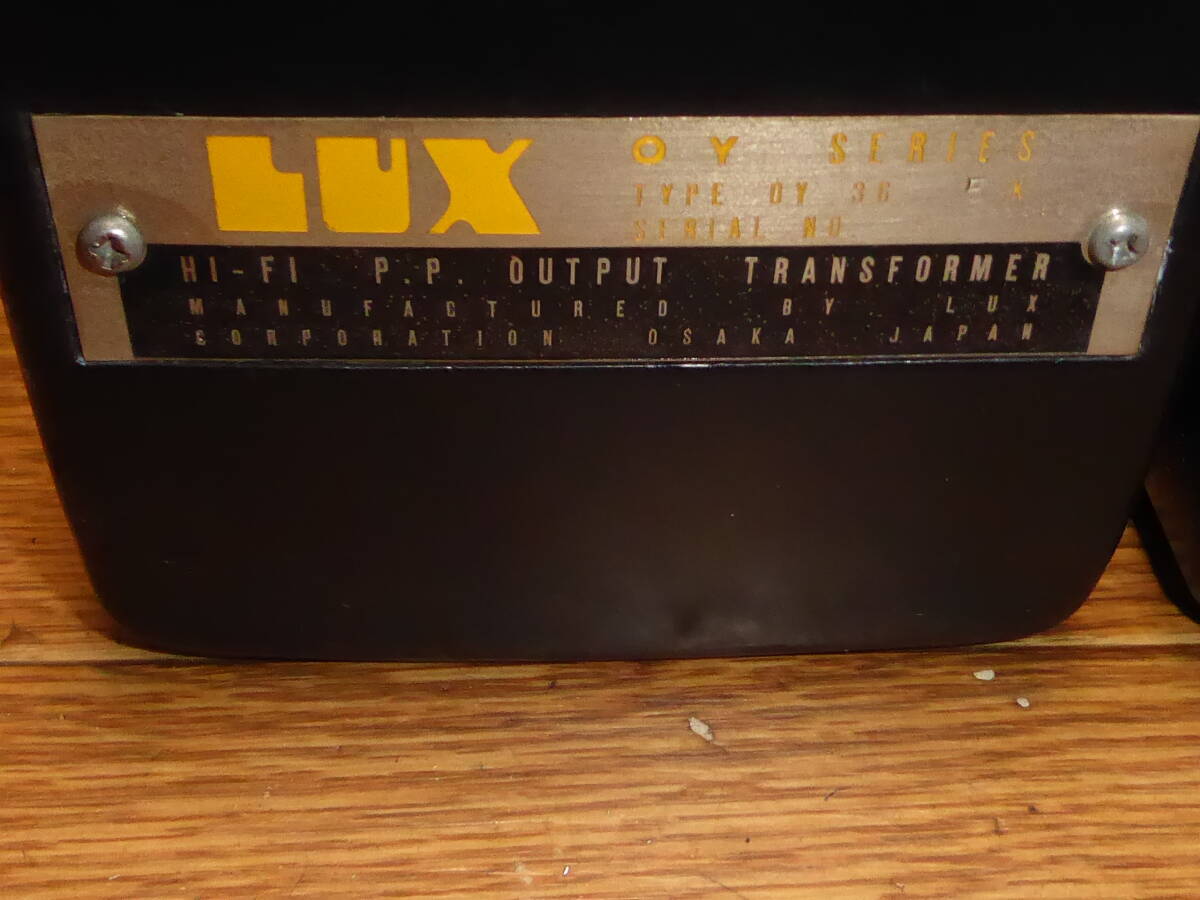 LUX
OY SERIES
TYPE OY 36 K
SERIAL NO
HI-FI P.P. OUTPUT TRANSFORMER
MANUFACTURED BY LUX
CORPORATION OSAKA JAPAN